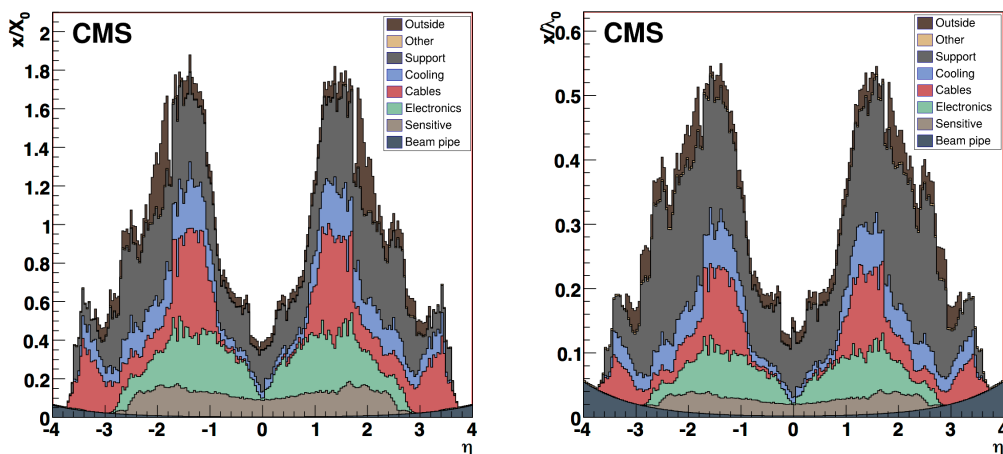 x/X0
CMS
Outside
Other
Support
Cooling
Cables
Electronics
Sensitive
Beam pipe
2
1.8
1.6
1.4
1.2
1
0.8
0.6
0.4
0.2
0
-4 -3 -2 -1 0 1 2 3 4
η
x/λ0
CMS
Outside
Other
Support
Cooling
Cables
Electronics
Sensitive
Beam pipe
0.6
0.5
0.4
0.3
0.2
0.1
0
-4 -3 -2 -1 0 1 2 3 4
η